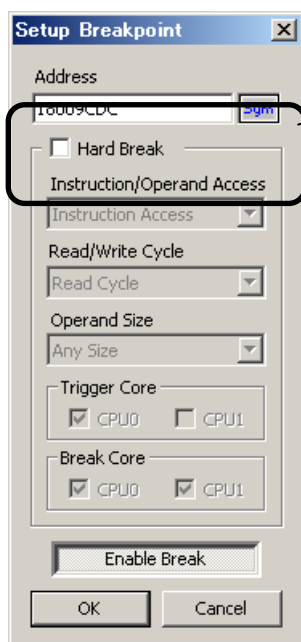 Setup Breakpoint
Address
18009CDC Sym
Hard Break
Instruction/Operand Access
Instruction Access
Read/Write Cycle
Read Cycle
Operand Size
Any Size
Trigger Core
CPU0 CPU1
Break Core
CPU0 CPU1
Enable Break
OK Cancel